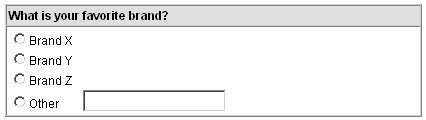 What is your favorite brand?
Brand X
Brand Y
Brand Z
Other